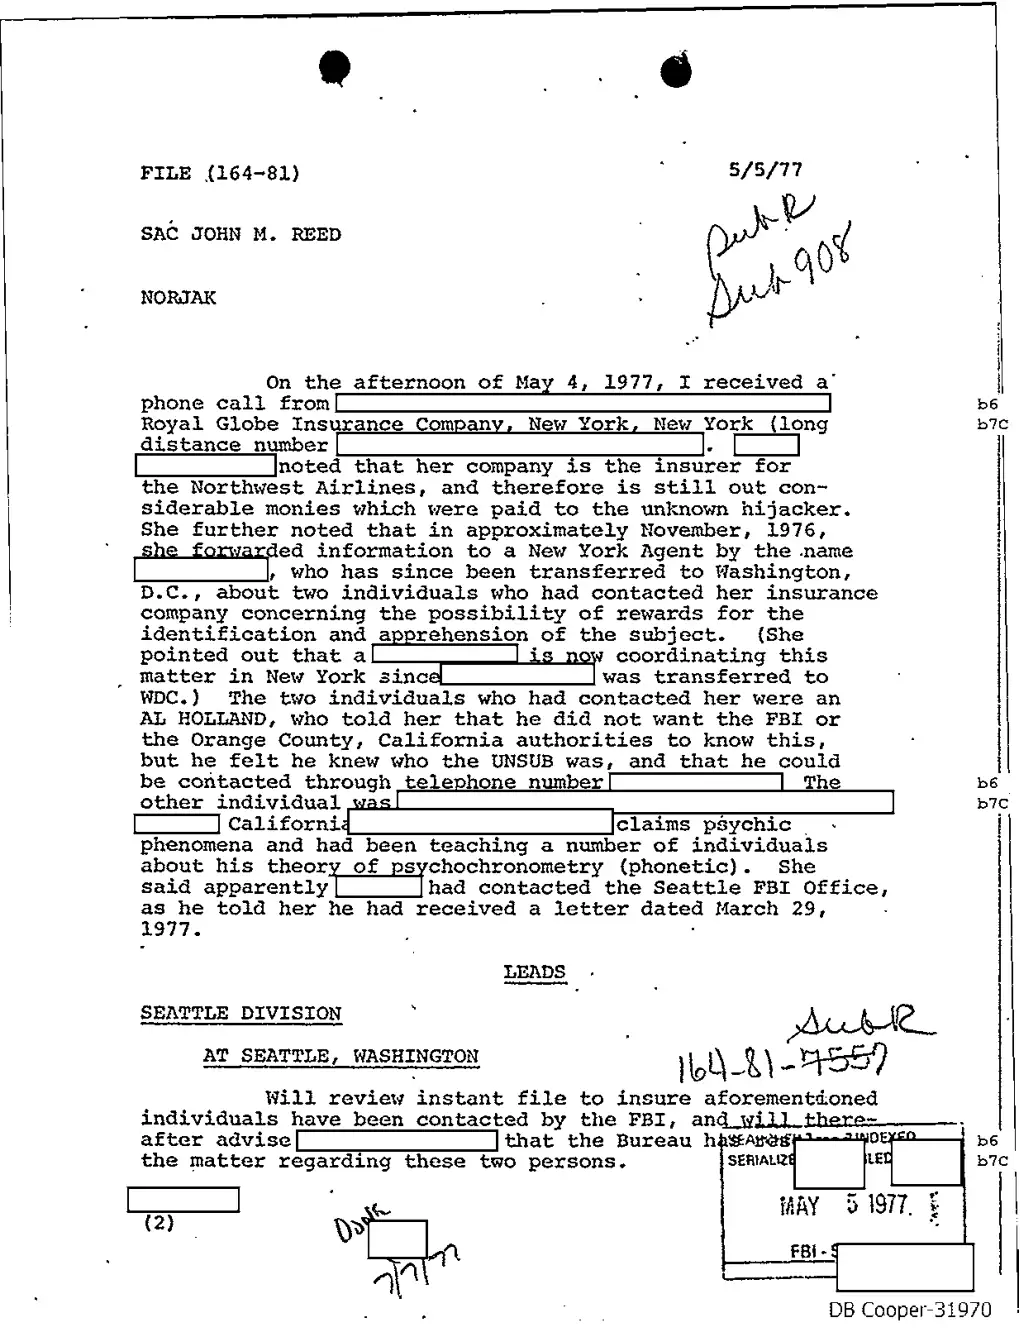 FILE (164-81) 5/5/77
SAC JOHN M. REED
Sub R
Sub 908
NORJAK
On the afternoon of May 4, 1977, I received a
phone call from
b6
Royal Globe Insurance Company, New York, New York (long
b7C
distance number .
noted that her company is the insurer for
the Northwest Airlines, and therefore is still out con-
siderable monies which were paid to the unknown hijacker.
She further noted that in approximately November, 1976,
she forwarded information to a New York Agent by the name
, who has since been transferred to Washington,
D.C., about two individuals who had contacted her insurance
company concerning the possibility of rewards for the
identification and apprehension of the subject. (She
pointed out that a is now coordinating this
matter in New York since was transferred to
WDC.) The two individuals who had contacted her were an
AL HOLLAND, who told her that he did not want the FBI or
the Orange County, California authorities to know this,
but he felt he knew who the UNSUB was, and that he could
be contacted through telephone number The
b6
other individual was
b7C
California claims psychic
phenomena and had been teaching a number of individuals
about his theory of psychochronometry (phonetic). She
said apparently had contacted the Seattle FBI Office,
as he told her he had received a letter dated March 29,
1977.
LEADS
SEATTLE DIVISION
Sub R
AT SEATTLE, WASHINGTON
164-81-7557
Will review instant file to insure aforementioned
individuals have been contacted by the FBI, and will there-
after advise that the Bureau
b6
the matter regarding these two persons.
b7C
INDEXED
SERIALIZE
MAY 5 1977
(2)
FBI - S
7/7/77
DB Cooper-31970